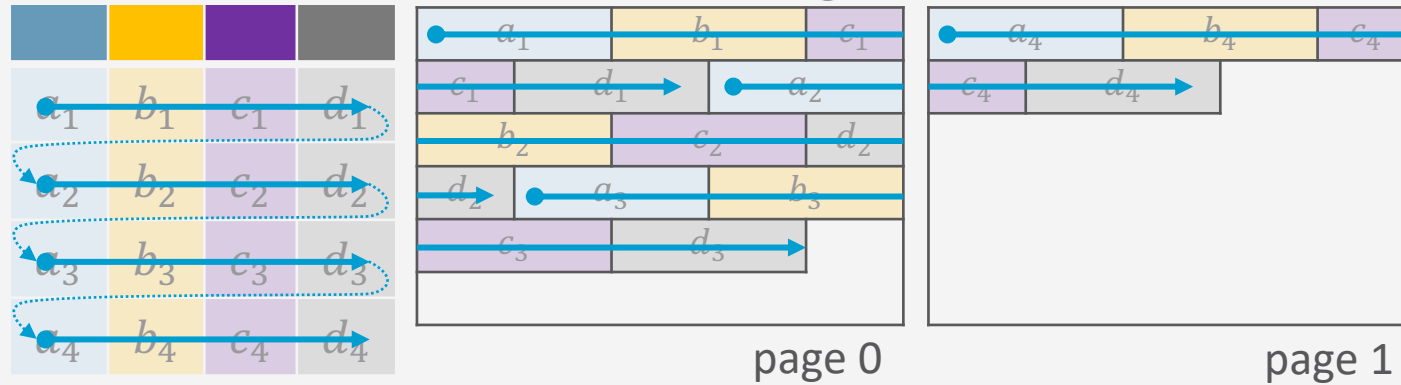 a₁ b₁ c₁ d₁
a₂ b₂ c₂ d₂
a₃ b₃ c₃ d₃
a₄ b₄ c₄ d₄
a₁ b₁ c₁
c₁ d₁ a₂
b₂ c₂ d₂
d₂ a₃ b₃
c₃ d₃
page 0
a₄ b₄ c₄
c₄ d₄
page 1